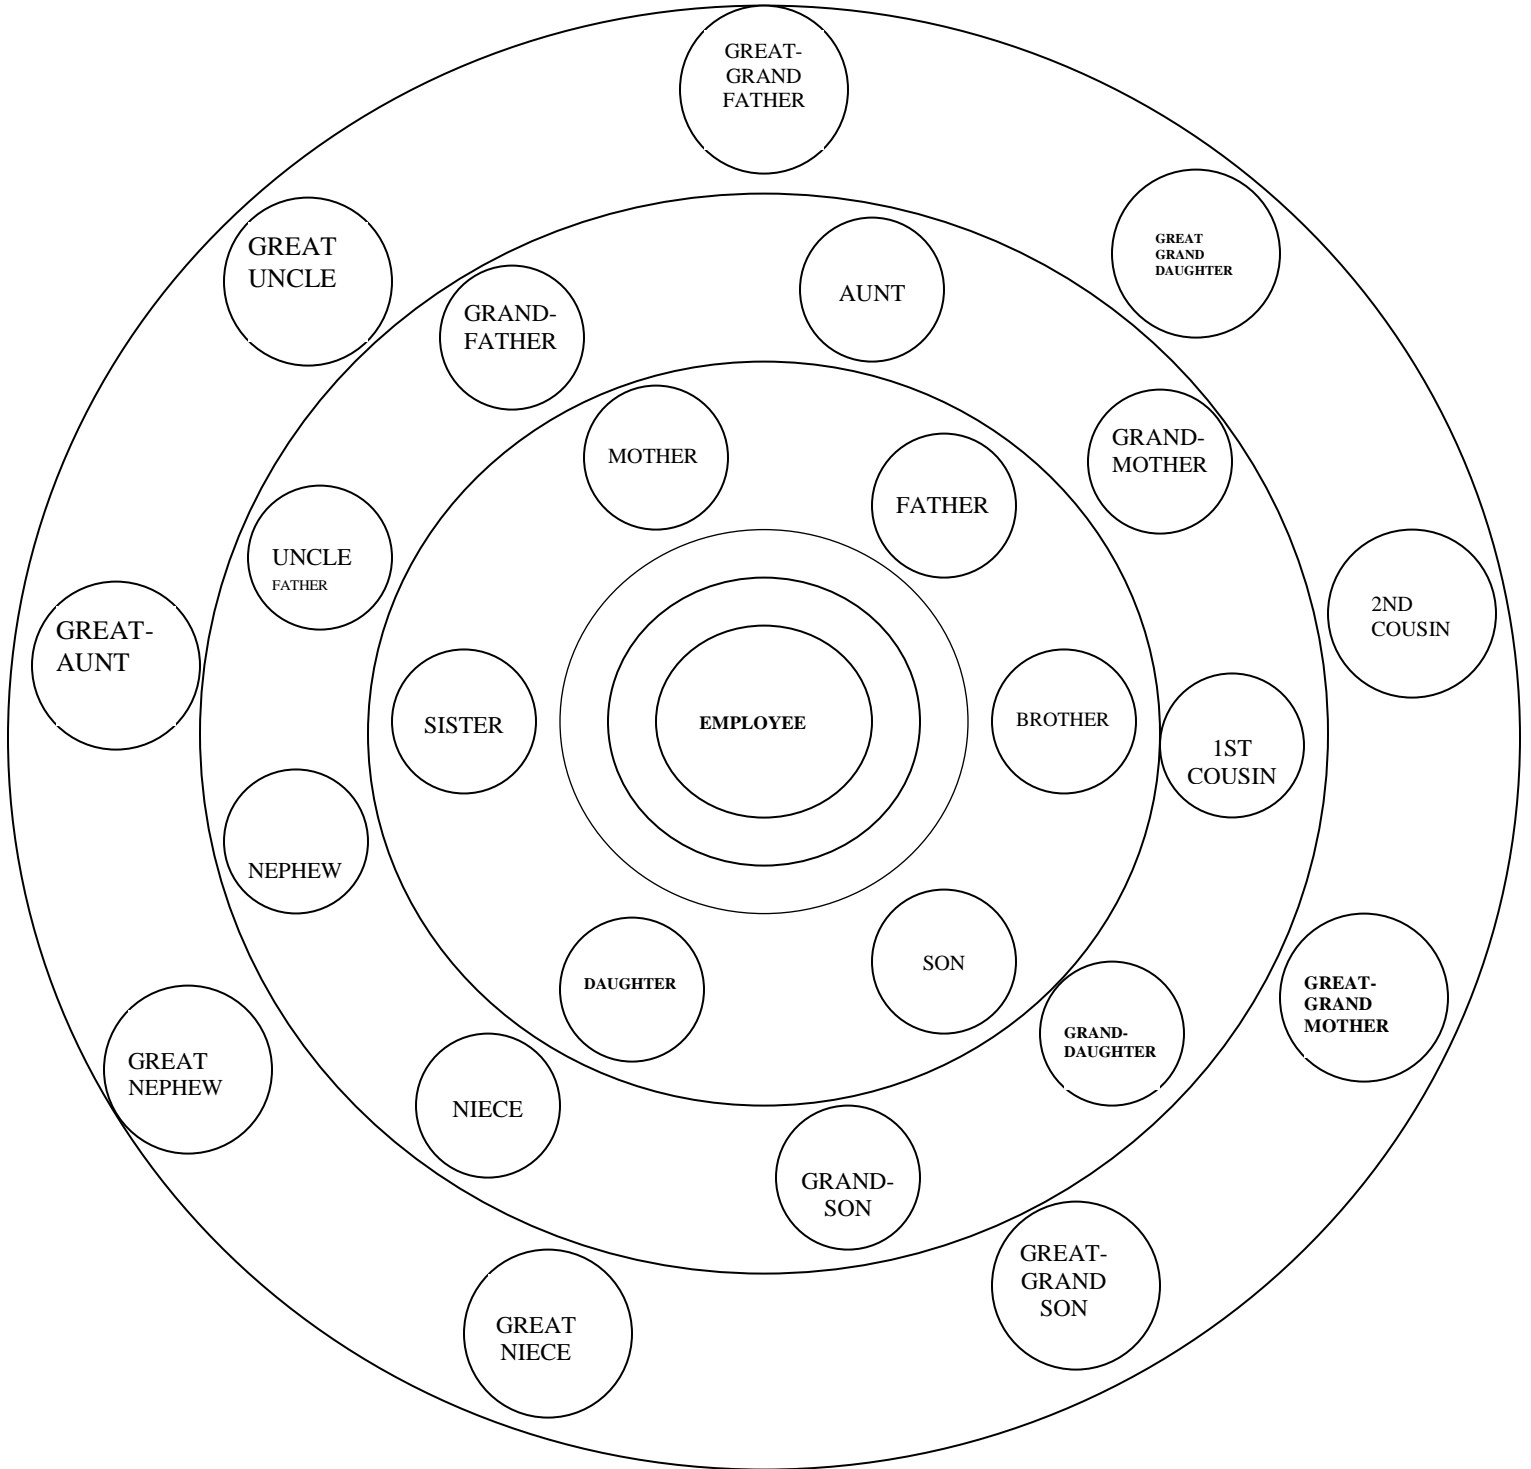 GREAT-
GRAND
FATHER
GREAT
UNCLE
GREAT
GRAND
DAUGHTER
GRAND-
FATHER
AUNT
MOTHER
FATHER
GRAND-
MOTHER
UNCLE
FATHER
GREAT-
AUNT
2ND
COUSIN
SISTER
EMPLOYEE
BROTHER
1ST
COUSIN
NEPHEW
DAUGHTER
SON
GREAT-
GRAND
MOTHER
GRAND-
DAUGHTER
GREAT
NEPHEW
NIECE
GRAND-
SON
GREAT-
GRAND
SON
GREAT
NIECE